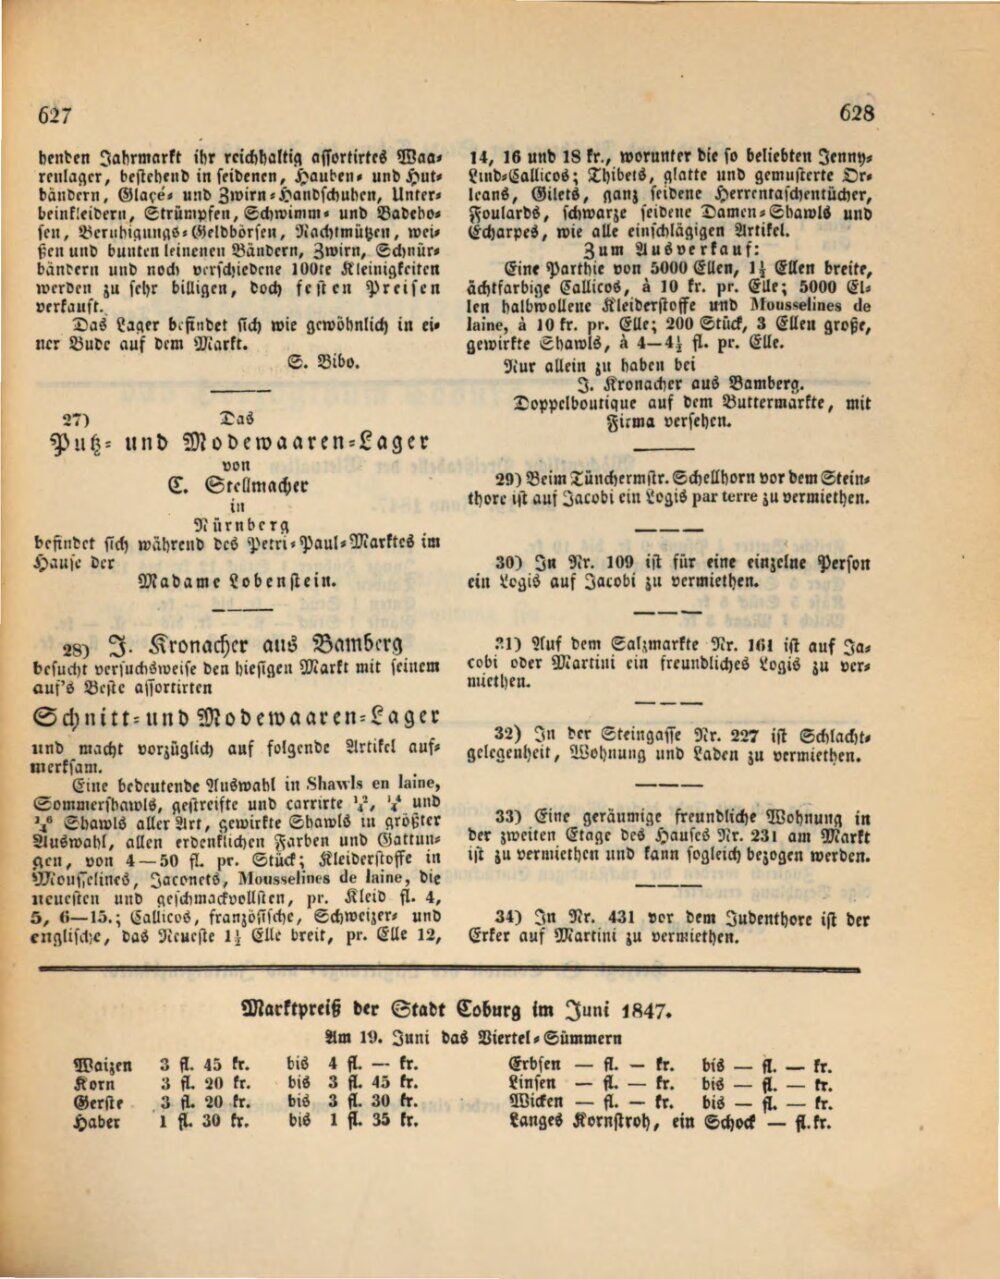 627
henden Jahrmarkt ihr reichhaltig assortirtes Waa-
renlager, bestehend in seidenen, Hauben- und Hut-
bändern, Glaçé- und Zwirn-Handschuhen, Unter-
beinkleidern, Strümpfen, Schwimm- und Badeho-
sen, Beruhigungs-Geldbörsen, Nachtmützen, wei-
ßen und bunten leinenen Bändern, Zwirn, Schnür-
bändern und noch verschiedene 100te Kleinigkeiten
werden zu sehr billigen, doch festen Preisen
verkauft.
Das Lager befindet sich wie gewöhnlich in ei-
ner Bude auf dem Markt.
S. Bibo.
27) Das
Putz- und Modewaaren-Lager
von
C. Stellmacher
in
Nürnberg
befindet sich während des Petri-Paul-Marktes im
Hause der
Madame Lobenstein.
28) J. Kronacher aus Bamberg
besucht versuchsweise den hiesigen Markt mit seinem
auf's Beste assortirten
Schnitt- und Modewaaren-Lager
und macht vorzüglich auf folgende Artikel auf-
merksam.
Eine bedeutende Auswahl in Shawls en laine,
Sommershawls, gestreifte und carrirte 12/4, 14/4 und
16/4 Shawls aller Art, gewirkte Shawls in größter
Auswahl, allen erdenklichen Farben und Gattun-
gen, von 4—50 fl. pr. Stück; Kleiderstoffe in
Mousselines, Jaconets, Mousselines de laine, die
neuesten und geschmackvollsten, pr. Kleid fl. 4,
5, 6—15.; Callicos, französische, Schweizer- und
englische, das Neueste 1½ Elle breit, pr. Elle 12,
628
14, 16 und 18 kr., worunter die so beliebten Jenny-
Lind-Callicos; Thibets, glatte und gemusterte Or-
leans, Gilets, ganz seidene Herrentaschentücher,
Foulards, schwarze seidene Damen-Shawls und
Echarpes, wie alle einschlägigen Artikel.
Zum Ausverkauf:
Eine Parthie von 5000 Ellen, 1½ Ellen breite,
ächtfarbige Callicos, à 10 kr. pr. Elle; 5000 El-
len halbwollene Kleiderstoffe und Mousselines de
laine, à 10 kr. pr. Elle; 200 Stück, 3 Ellen große,
gewirkte Shawls, à 4—4½ fl. pr. Elle.
Nur allein zu haben bei
J. Kronacher aus Bamberg.
Doppelboutique auf dem Buttermarkte, mit
Firma versehen.
29) Beim Tünchermstr. Schellhorn vor dem Stein-
thore ist auf Jacobi ein Logis par terre zu vermiethen.
30) In Nr. 109 ist für eine einzelne Person
ein Logis auf Jacobi zu vermiethen.
31) Auf dem Salzmarkte Nr. 161 ist auf Ja-
cobi oder Martini ein freundliches Logis zu ver-
miethen.
32) In der Steingasse Nr. 227 ist Schlacht-
gelegenheit, Wohnung und Laden zu vermiethen.
33) Eine geräumige freundliche Wohnung in
der zweiten Etage des Hauses Nr. 231 am Markt
ist zu vermiethen und kann sogleich bezogen werden.
34) In Nr. 431 vor dem Judenthore ist der
Erker auf Martini zu vermiethen.
Marktpreiß der Stadt Coburg im Juni 1847.
Am 19. Juni das Viertel-Sümmern
Waizen 3 fl. 45 kr. bis 4 fl. — kr.
Korn 3 fl. 20 kr. bis 3 fl. 45 kr.
Gerste 3 fl. 20 kr. bis 3 fl. 30 kr.
Haber 1 fl. 30 kr. bis 1 fl. 35 kr.
Erbsen — fl. — kr. bis — fl. — kr.
Linsen — fl. — kr. bis — fl. — kr.
Wicken — fl. — kr. bis — fl. — kr.
Langes Kornstroh, ein Schock — fl. kr.